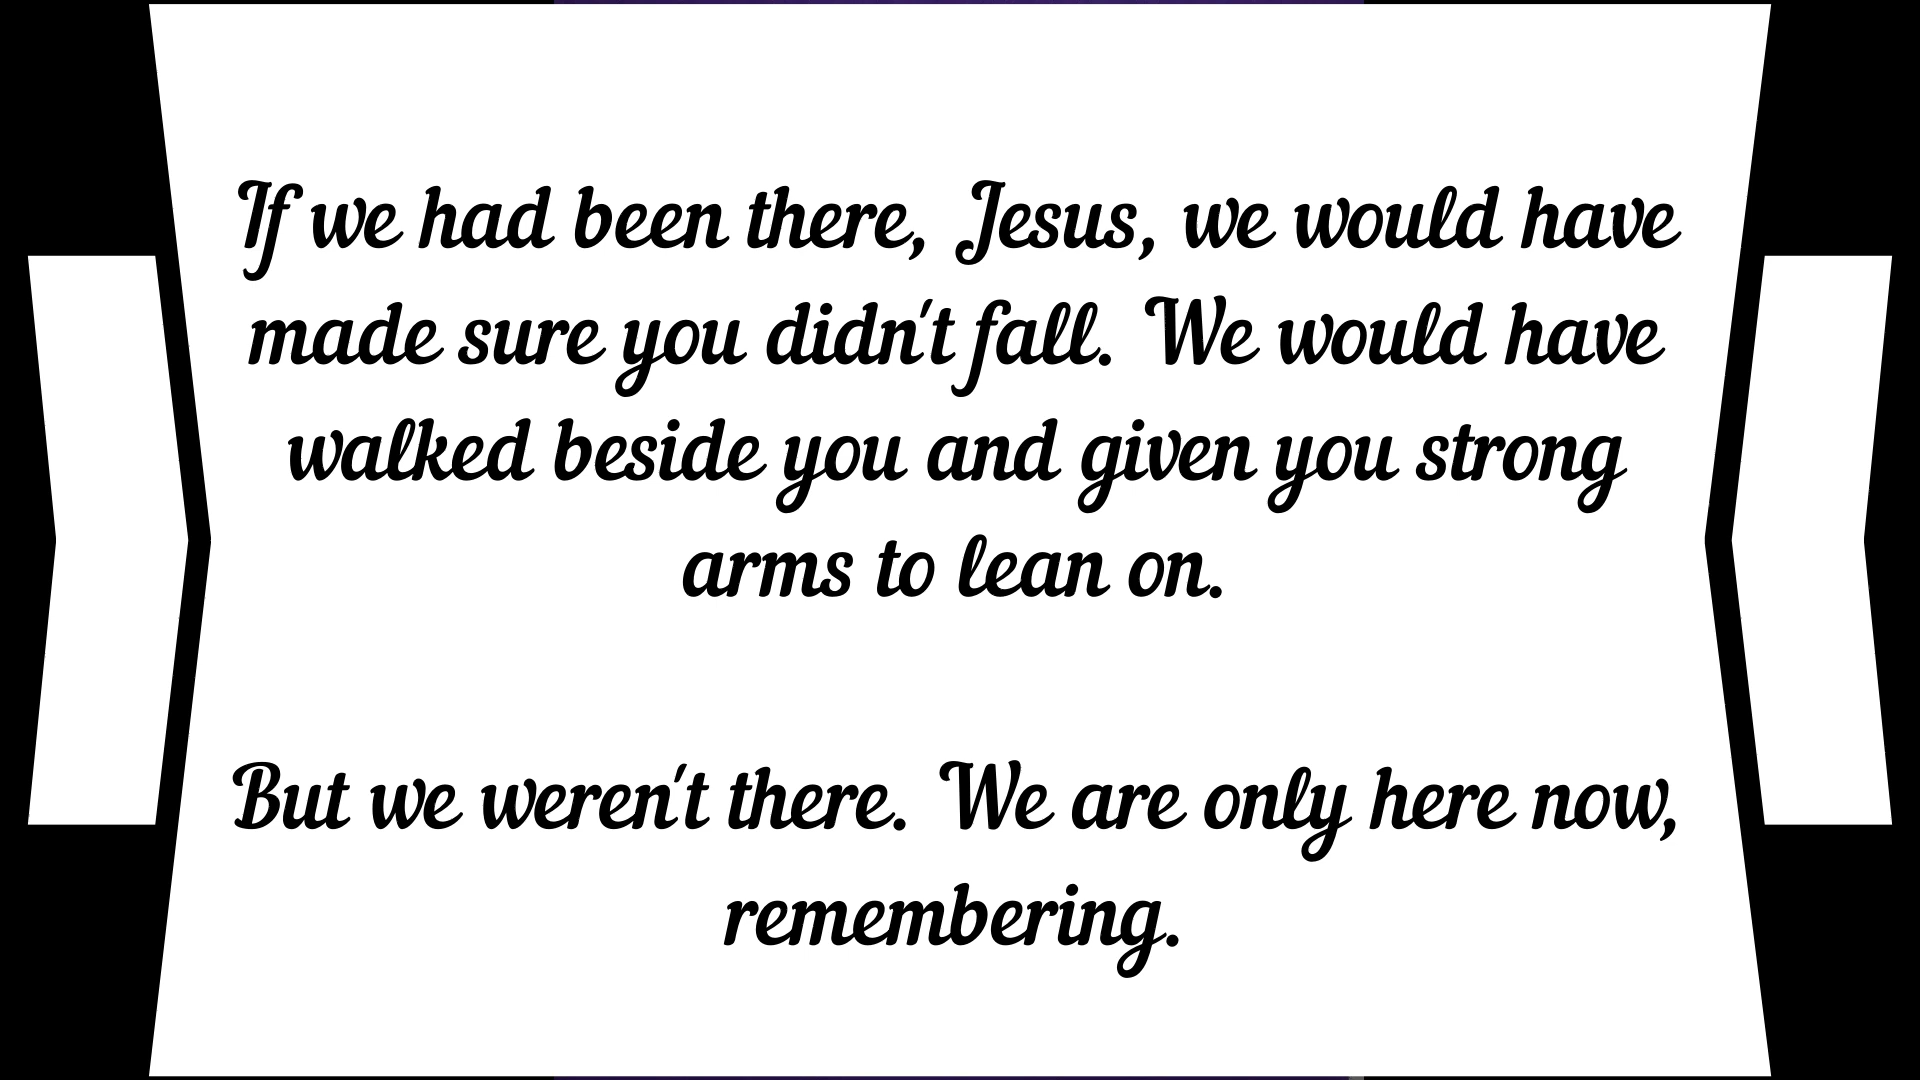 If we had been there, Jesus, we would have
made sure you didn't fall. We would have
walked beside you and given you strong
arms to lean on.
But we weren't there. We are only here now,
remembering.